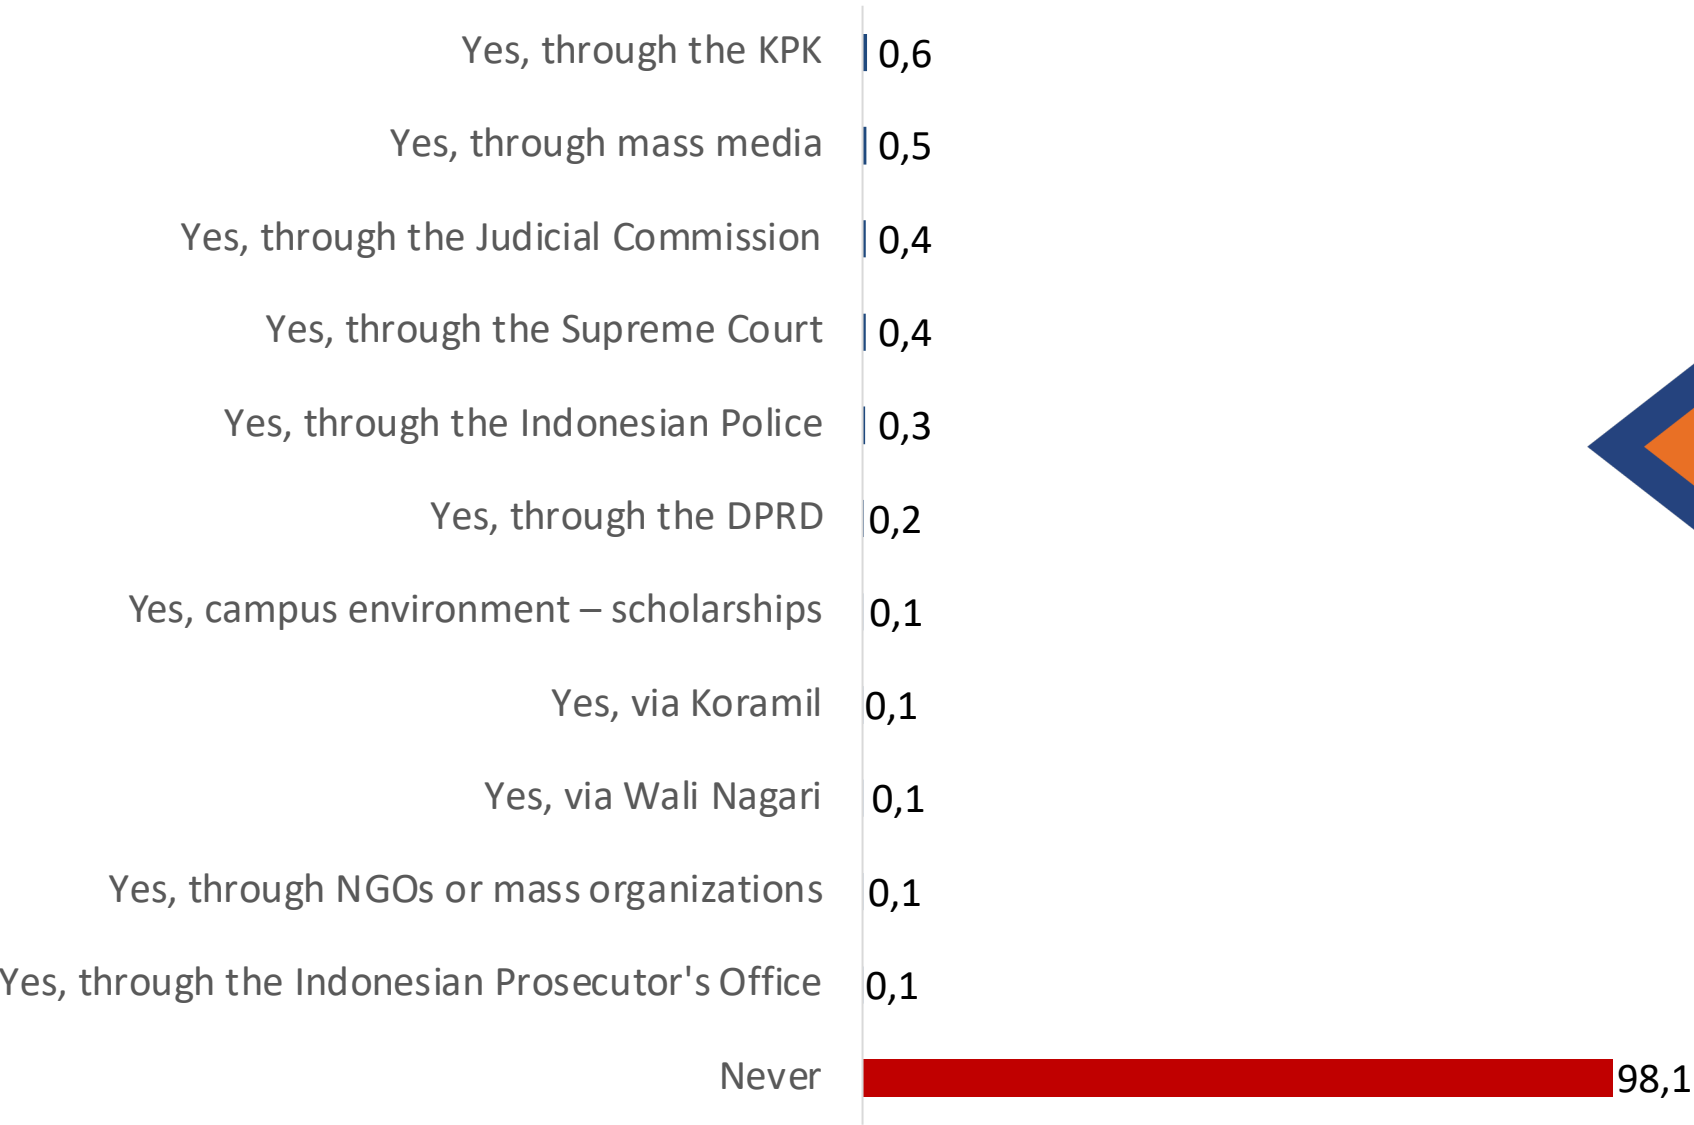 Yes, through the KPK 0,6
Yes, through mass media 0,5
Yes, through the Judicial Commission 0,4
Yes, through the Supreme Court 0,4
Yes, through the Indonesian Police 0,3
Yes, through the DPRD 0,2
Yes, campus environment – scholarships 0,1
Yes, via Koramil 0,1
Yes, via Wali Nagari 0,1
Yes, through NGOs or mass organizations 0,1
Yes, through the Indonesian Prosecutor's Office 0,1
Never 98,1